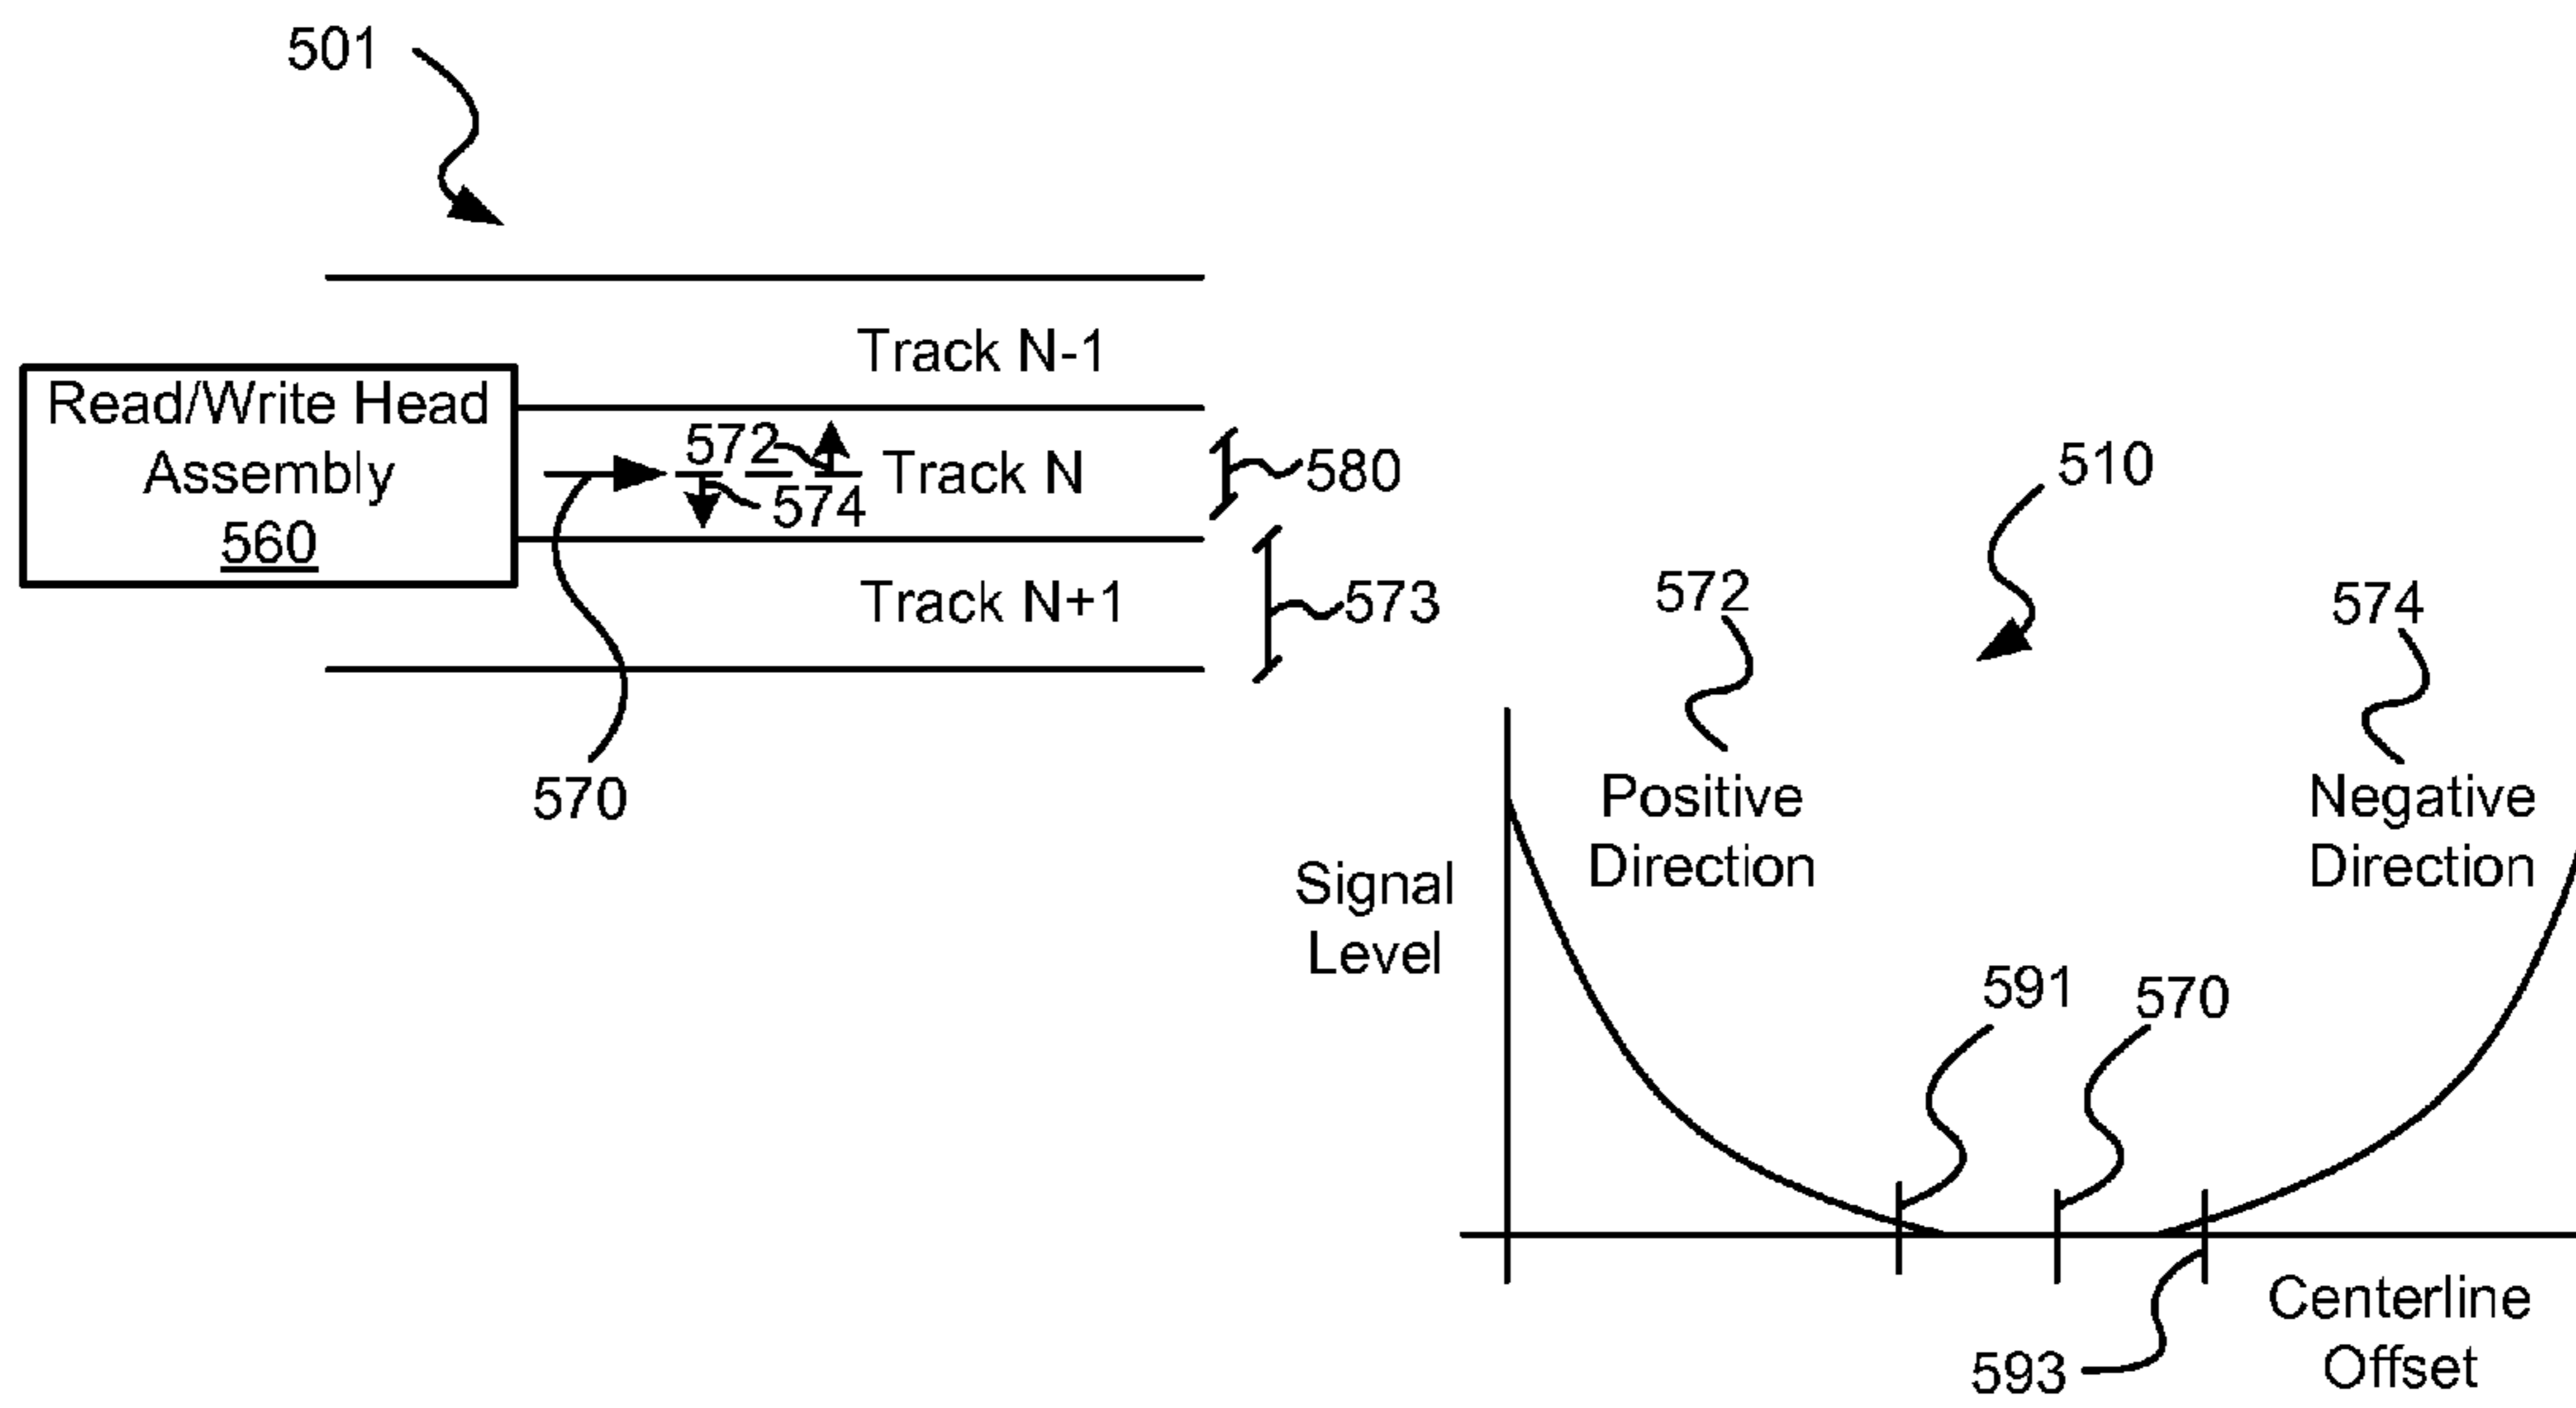 501
Track N-1
Read/Write Head
Assembly
560
572
574
Track N
580
Track N+1
573
570
510
572
574
Positive
Direction
Negative
Direction
Signal
Level
591
570
593
Centerline
Offset